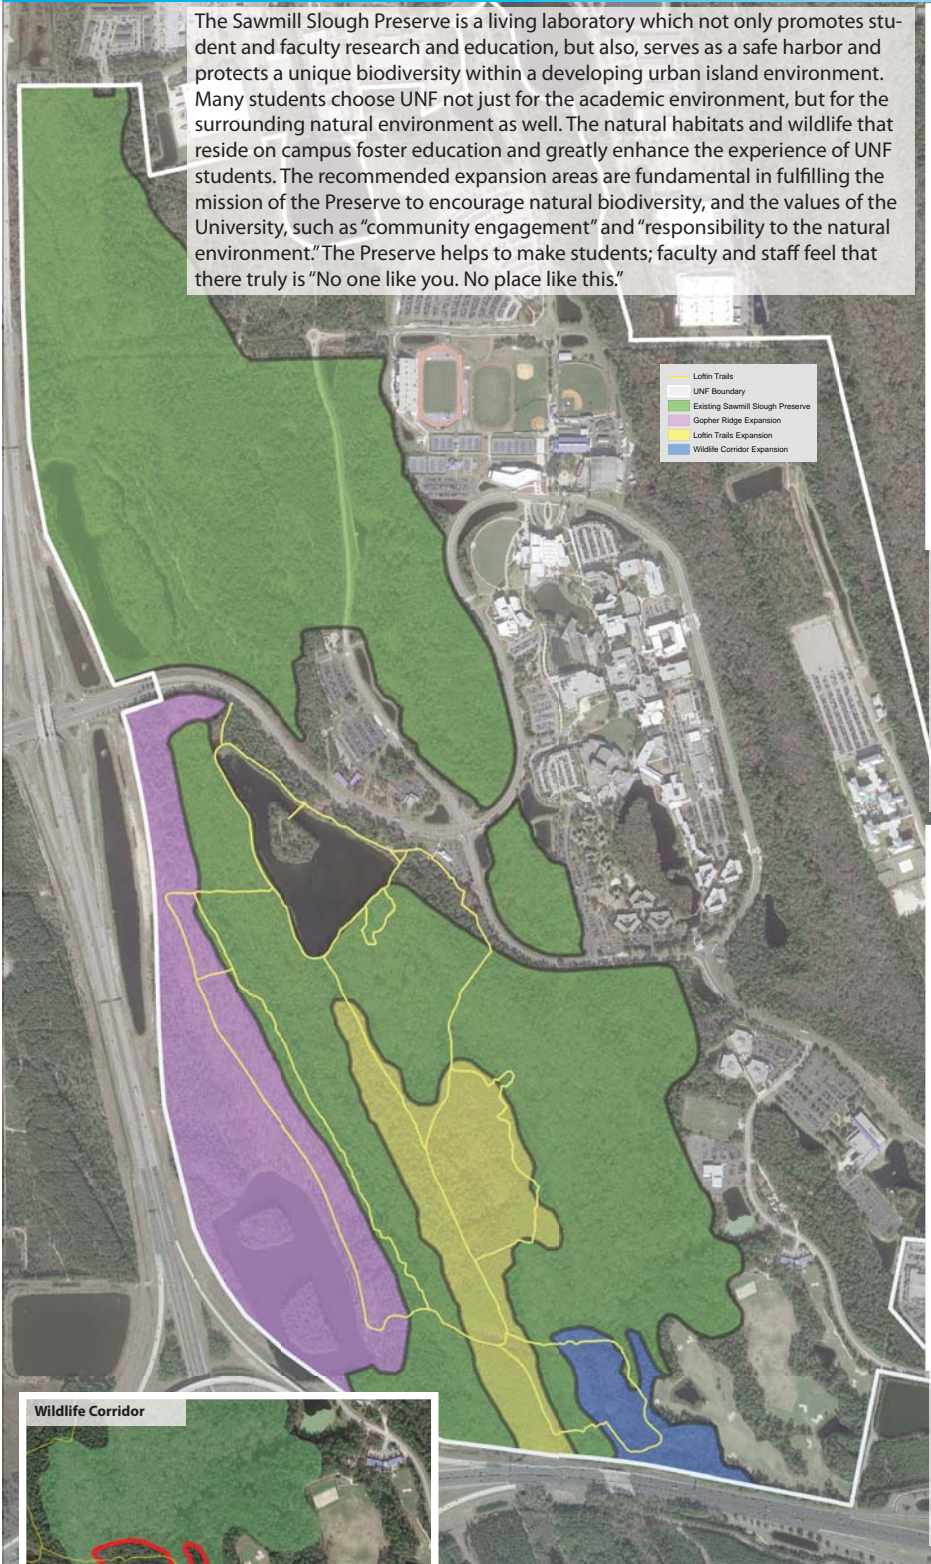 The Sawmill Slough Preserve is a living laboratory which not only promotes stu-
dent and faculty research and education, but also, serves as a safe harbor and
protects a unique biodiversity within a developing urban island environment.
Many students choose UNF not just for the academic environment, but for the
surrounding natural environment as well. The natural habitats and wildlife that
reside on campus foster education and greatly enhance the experience of UNF
students. The recommended expansion areas are fundamental in fulfilling the
mission of the Preserve to encourage natural biodiversity, and the values of the
University, such as “community engagement” and “responsibility to the natural
environment.” The Preserve helps to make students; faculty and staff feel that
there truly is “No one like you. No place like this.”
Loftin Trails
UNF Boundary
Existing Sawmill Slough Preserve
Gopher Ridge Expansion
Loftin Trails Expansion
Wildlife Corridor Expansion
Wildlife Corridor